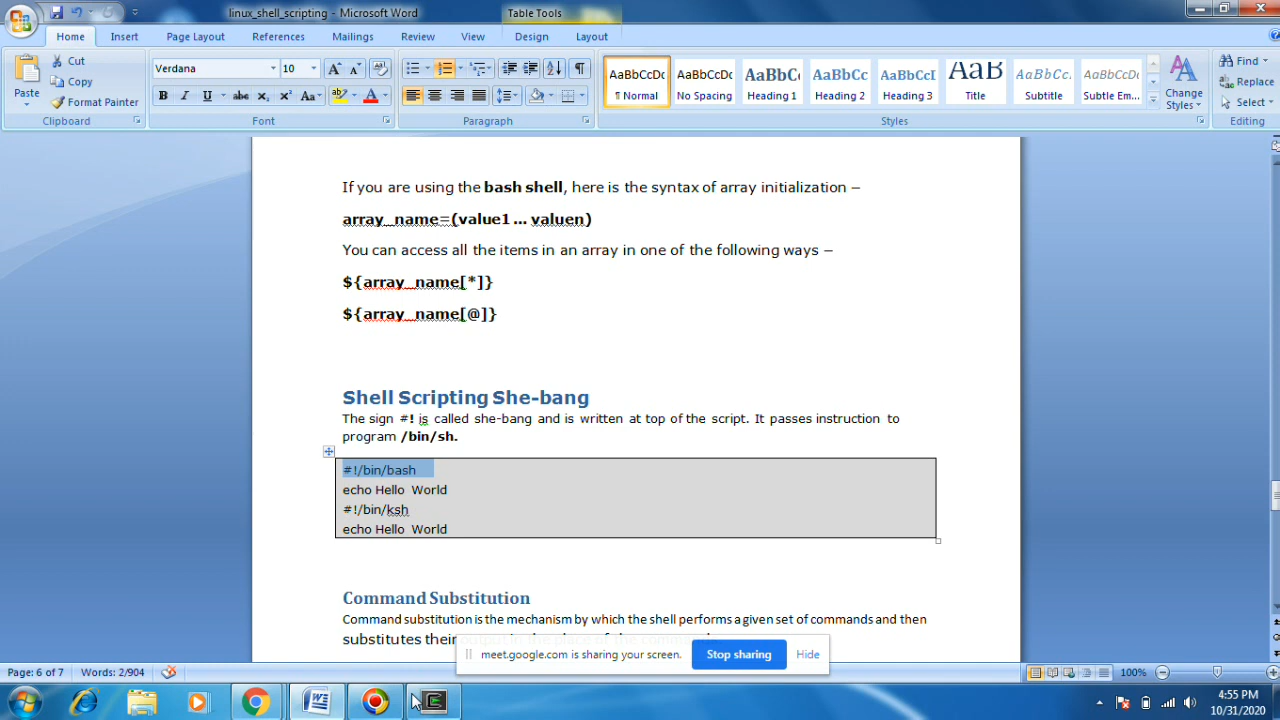 linux_shell_scripting - Microsoft Word
Table Tools
Home Insert Page Layout References Mailings Review View Design Layout
Paste
Cut
Copy
Format Painter
Clipboard
Verdana 10
Font
Paragraph
AaBbCcDc AaBbCcDc AaBbC AaBbCc AaBbCcI AaB AaBbCcI AaBbCcDc
¶ Normal No Spacing Heading 1 Heading 2 Heading 3 Title Subtitle Subtle Em...
Change Styles
Styles
Find
Replace
Select
Editing
If you are using the bash shell, here is the syntax of array initialization –
array_name=(value1 ... valuen)
You can access all the items in an array in one of the following ways –
${array_name[*]}
${array_name[@]}
Shell Scripting She-bang
The sign #! is called she-bang and is written at top of the script. It passes instruction to
program /bin/sh.
#!/bin/bash
echo Hello World
#!/bin/ksh
echo Hello World
Command Substitution
Command substitution is the mechanism by which the shell performs a given set of commands and then
substitutes their
meet.google.com is sharing your screen. Stop sharing Hide
Page: 6 of 7 Words: 2/904 100%
4:55 PM
10/31/2020